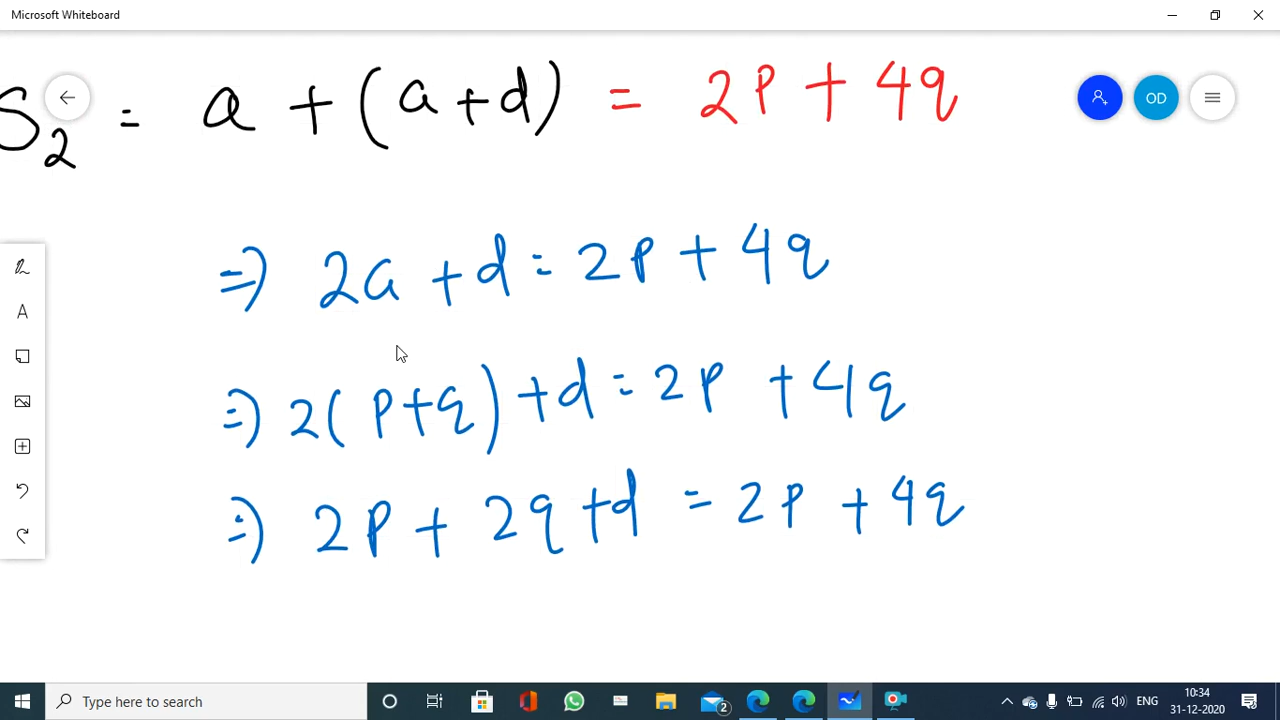 Microsoft Whiteboard
S₂ = a + (a + d) = 2p + 4q
OD
⇒ 2a + d = 2p + 4q
A
⇒ 2(p+q) + d = 2p + 4q
⇒ 2p + 2q + d = 2p + 4q
Type here to search
2
ENG
10:34
31-12-2020